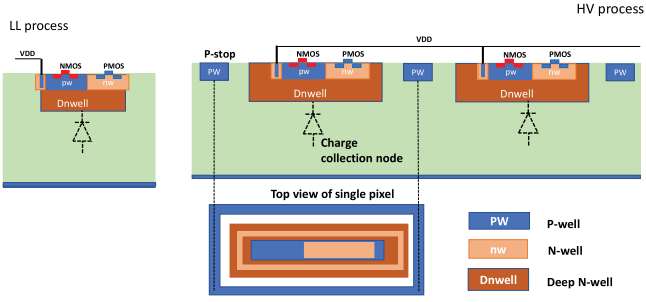 LL process
HV process
VDD
NMOS
PMOS
pw
nw
Dnwell
VDD
P-stop
PW
NMOS
PMOS
pw
nw
Dnwell
PW
NMOS
PMOS
pw
nw
Dnwell
PW
Charge
collection node
Top view of single pixel
PW
P-well
nw
N-well
Dnwell
Deep N-well